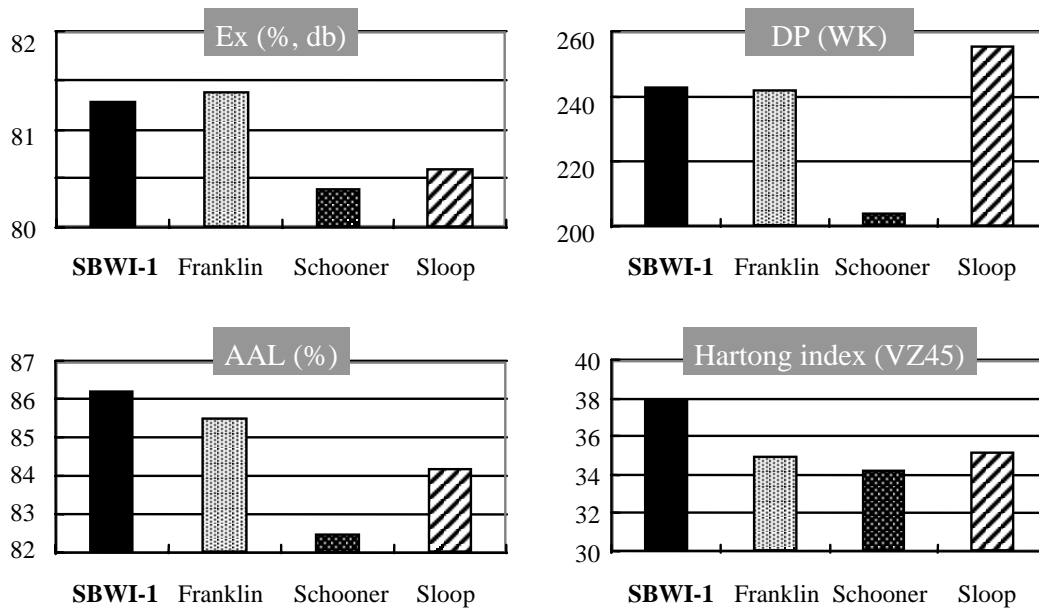 Ex (%, db)
82
81
80
SBWI-1 Franklin Schooner Sloop
DP (WK)
260
240
220
200
SBWI-1 Franklin Schooner Sloop
AAL (%)
87
86
85
84
83
82
SBWI-1 Franklin Schooner Sloop
Hartong index (VZ45)
40
38
36
34
32
30
SBWI-1 Franklin Schooner Sloop